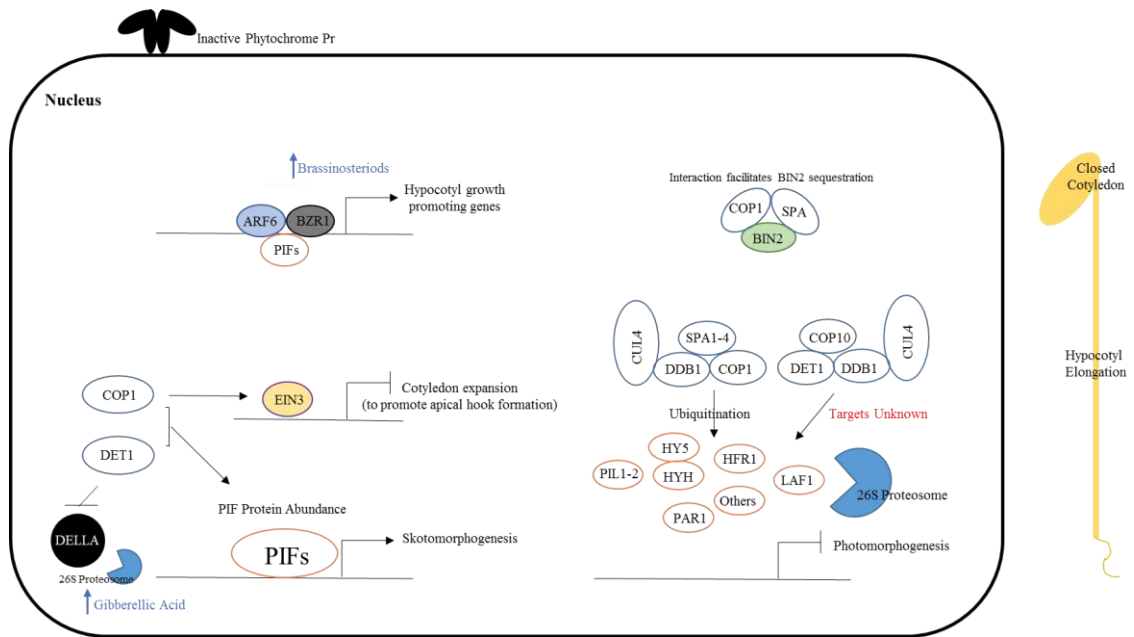 Inactive Phytochrome Pr
Nucleus
Brassinosteriods
Hypocotyl growth
promoting genes
ARF6
BZR1
PIFs
Interaction facilitates BIN2 sequestration
COP1
SPA
BIN2
Closed
Cotyledon
CUL4
SPA1-4
DDB1
COP1
COP10
DET1
DDB1
CUL4
Hypocotyl
Elongation
COP1
EIN3
Cotyledon expansion
(to promote apical hook formation)
DET1
Ubiquitination
Targets Unknown
PIL1-2
HY5
HYH
HFR1
LAF1
Others
PAR1
26S Proteosome
PIF Protein Abundance
DELLA
PIFs
Skotomorphogenesis
Photomorphogenesis
26S Proteosome
Gibberellic Acid